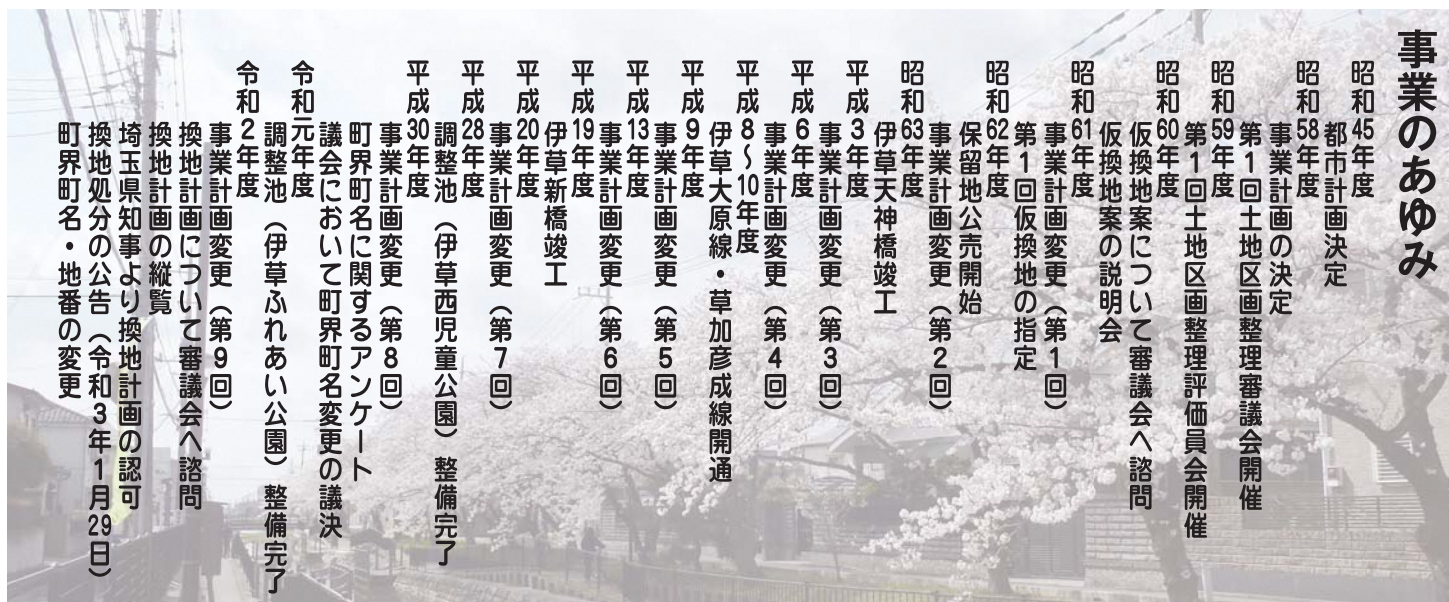 事業のあゆみ
昭和45年度
都市計画決定
昭和58年度
事業計画の決定
第1回土地区画整理審議会開催
昭和59年度
第1回土地区画整理評価員会開催
昭和60年度
仮換地案について審議会へ諮問
仮換地案の説明会
昭和61年度
事業計画変更（第1回）
第1回仮換地の指定
昭和62年度
保留地公売開始
事業計画変更（第2回）
昭和63年度
伊草天神橋竣工
平成3年度
事業計画変更（第3回）
平成6年度
事業計画変更（第4回）
平成8～10年度
伊草大原線・草加彦成線開通
平成9年度
事業計画変更（第5回）
平成13年度
事業計画変更（第6回）
平成19年度
伊草新橋竣工
平成20年度
事業計画変更（第7回）
平成28年度
調整池（伊草西児童公園）整備完了
平成30年度
事業計画変更（第8回）
町界町名に関するアンケート
議会において町界町名変更の議決
令和元年度
調整池（伊草ふれあい公園）整備完了
令和2年度
事業計画変更（第9回）
換地計画について審議会へ諮問
換地計画の縦覧
埼玉県知事より換地計画の認可
換地処分の公告（令和3年1月29日）
町界町名・地番の変更